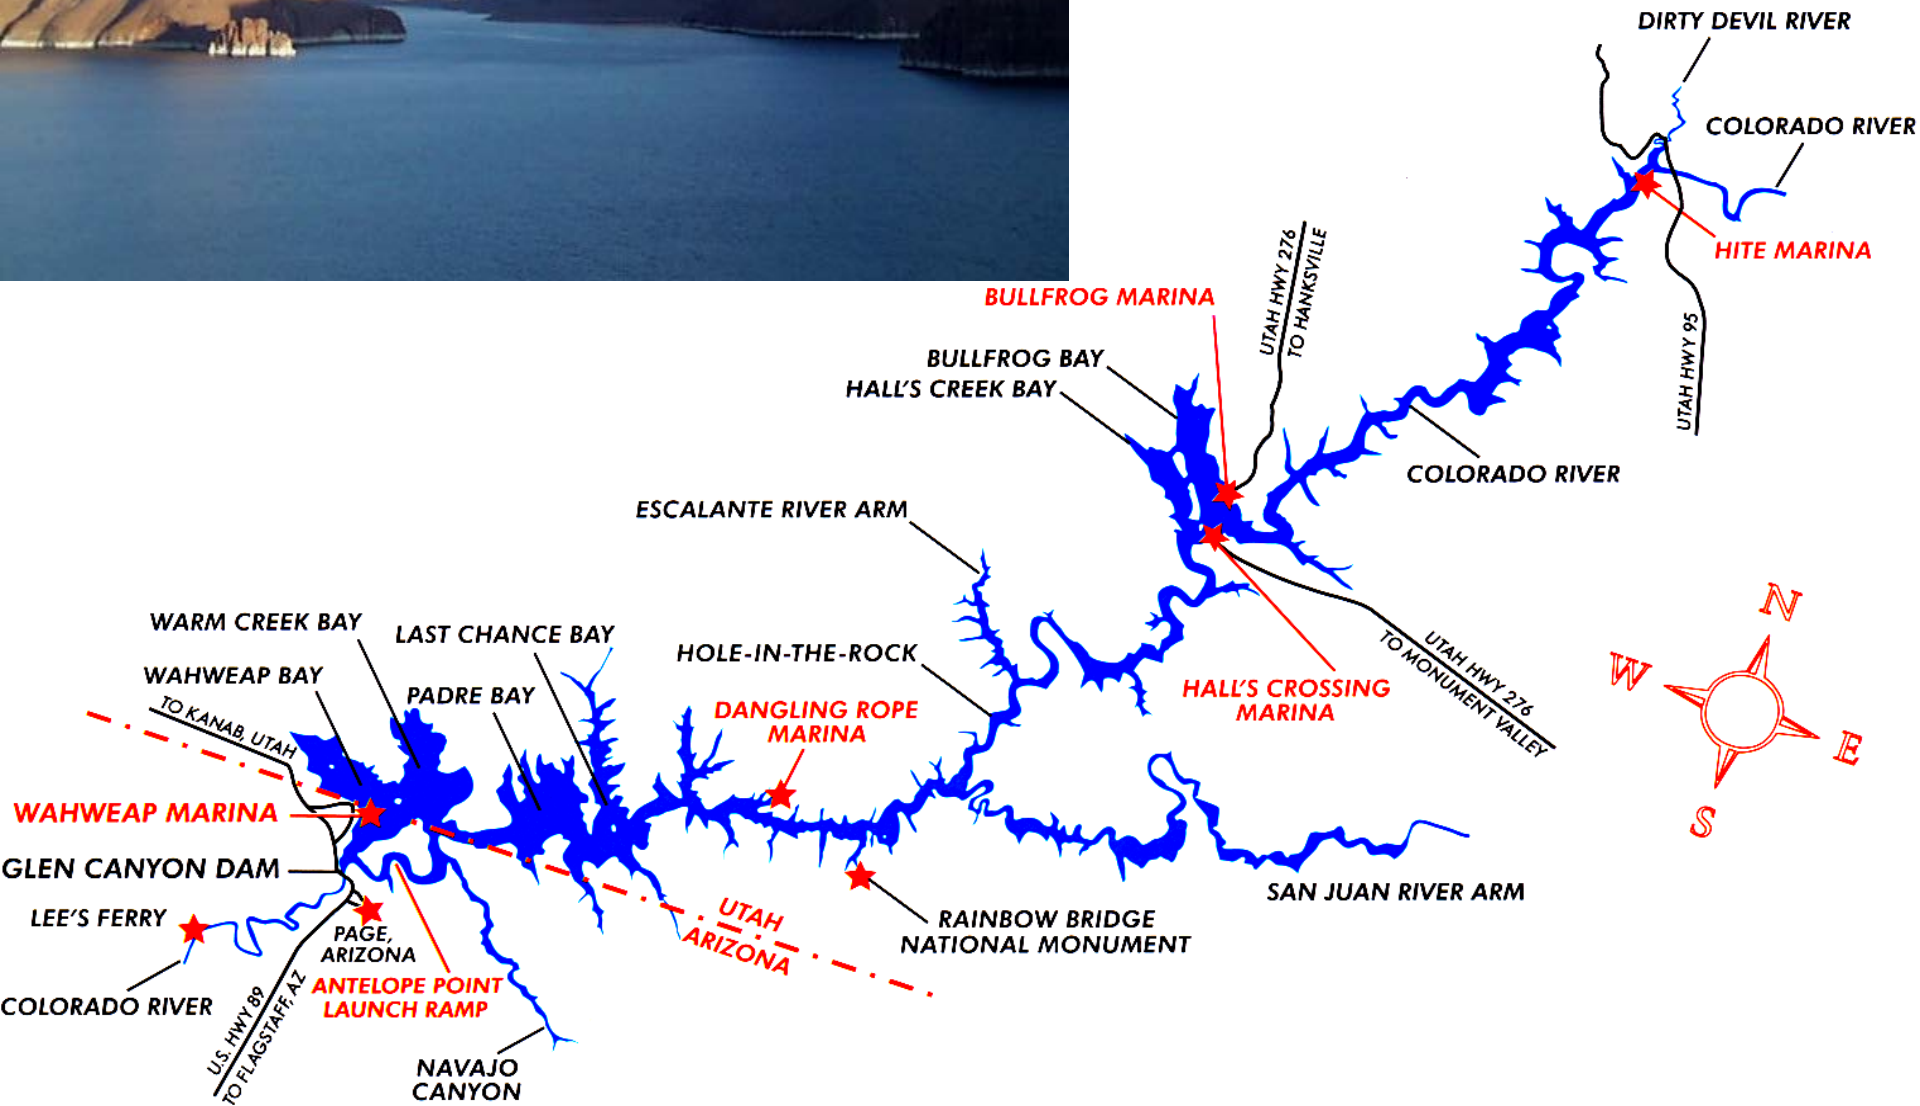 DIRTY DEVIL RIVER
COLORADO RIVER
HITE MARINA
UTAH HWY 276
TO HANKSVILLE
BULLFROG MARINA
UTAH HWY 95
BULLFROG BAY
HALL'S CREEK BAY
COLORADO RIVER
ESCALANTE RIVER ARM
N
W
E
S
WARM CREEK BAY
LAST CHANCE BAY
HOLE-IN-THE-ROCK
WAHWEAP BAY
PADRE BAY
UTAH HWY 276
TO MONUMENT VALLEY
HALL'S CROSSING
MARINA
DANGLING ROPE
MARINA
TO KANAB, UTAH
WAHWEAP MARINA
GLEN CANYON DAM
SAN JUAN RIVER ARM
LEE'S FERRY
UTAH
ARIZONA
RAINBOW BRIDGE
NATIONAL MONUMENT
PAGE,
ARIZONA
COLORADO RIVER
ANTELOPE POINT
LAUNCH RAMP
U.S. HWY 89
TO FLAGSTAFF, AZ
NAVAJO
CANYON